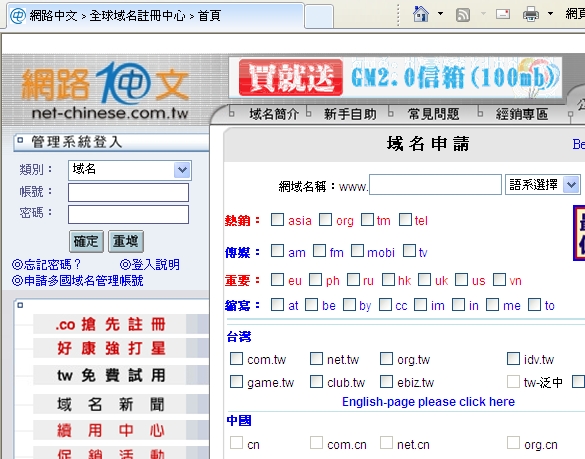 網路中文 > 全球域名註冊中心 > 首頁
網頁
網路中文
net-chinese.com.tw
買就送 GM2.0信箱(100mb)
域名簡介 新手自助 常見問題 經銷專區
管理系統登入
類別： 域名
帳號：
密碼：
確定 重填
◎忘記密碼？ ◎登入說明
◎申請多國域名管理帳號
.co 搶先註冊
好康強打星
tw 免費試用
域名新聞
續用中心
促銷活動
域名申請
Be
網域名稱：www. 語系選擇
熱銷： asia org tm tel
傳媒： am fm mobi tv
重要： eu ph ru hk uk us vn
縮寫： at be by cc im in me to
台灣
com.tw net.tw org.tw idv.tw
game.tw club.tw ebiz.tw tw-泛中
English-page please click here
中國
cn com.cn net.cn org.cn